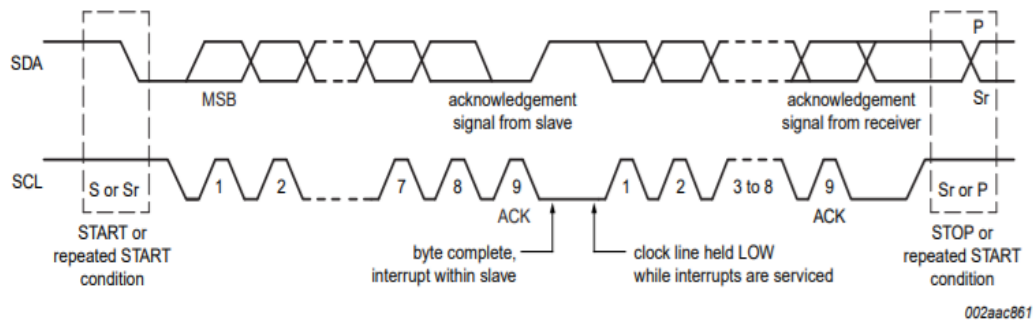 P
SDA
MSB
acknowledgement
signal from slave
acknowledgement
signal from receiver
Sr
SCL
S or Sr
1
2
7
8
9
1
2
3 to 8
9
Sr or P
ACK
ACK
START or
repeated START
condition
byte complete,
interrupt within slave
clock line held LOW
while interrupts are serviced
STOP or
repeated START
condition
002aac861